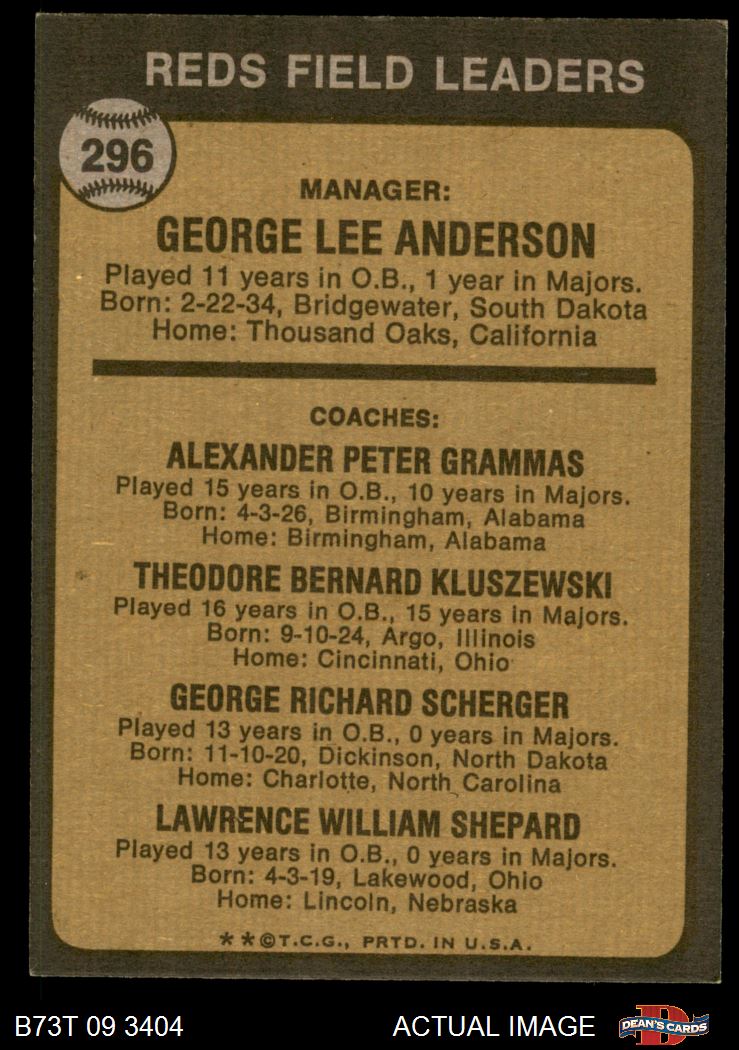 REDS FIELD LEADERS
296
MANAGER:
GEORGE LEE ANDERSON
Played 11 years in O.B., 1 year in Majors.
Born: 2-22-34, Bridgewater, South Dakota
Home: Thousand Oaks, California
COACHES:
ALEXANDER PETER GRAMMAS
Played 15 years in O.B., 10 years in Majors.
Born: 4-3-26, Birmingham, Alabama
Home: Birmingham, Alabama
THEODORE BERNARD KLUSZEWSKI
Played 16 years in O.B., 15 years in Majors.
Born: 9-10-24, Argo, Illinois
Home: Cincinnati, Ohio
GEORGE RICHARD SCHERGER
Played 13 years in O.B., 0 years in Majors.
Born: 11-10-20, Dickinson, North Dakota
Home: Charlotte, North Carolina
LAWRENCE WILLIAM SHEPARD
Played 13 years in O.B., 0 years in Majors.
Born: 4-3-19, Lakewood, Ohio
Home: Lincoln, Nebraska
* * © T.C.G., PRTD. IN U.S.A.
B73T 09 3404 ACTUAL IMAGE D DEAN'S CARDS